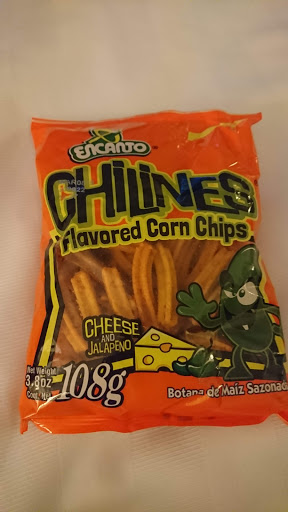 ENCANTO
CHILINES
Flavored Corn Chips
CHEESE
AND
JALAPEÑO
Net Weight
3.8oz
108g
Botana de Maíz Sazonada